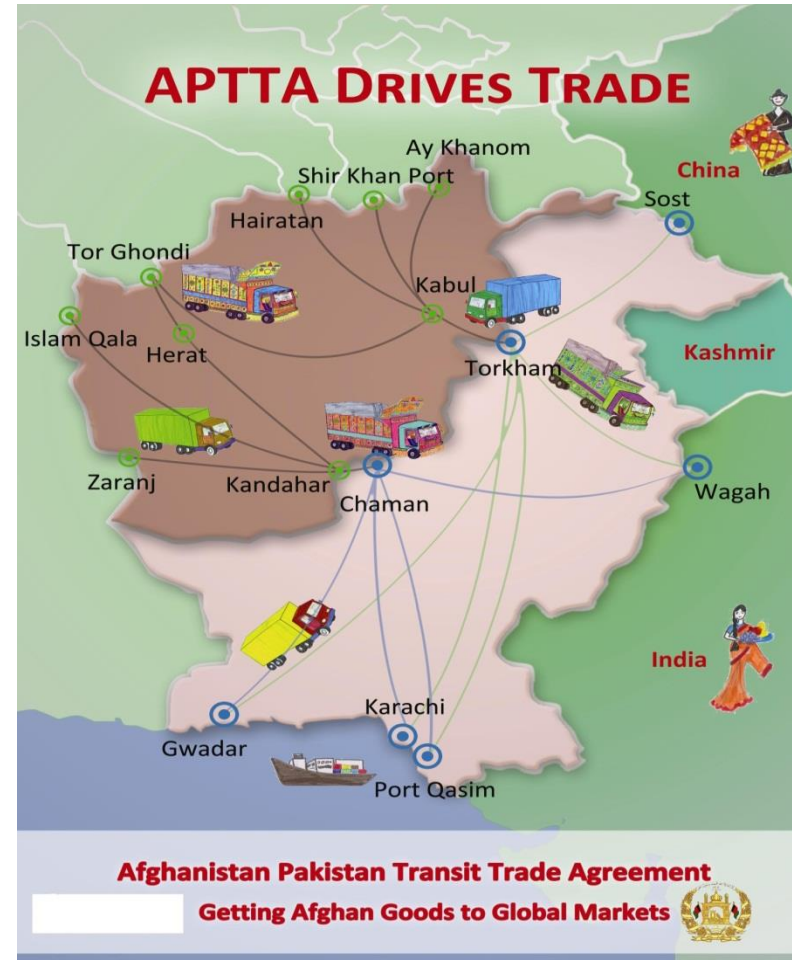 APTTA DRIVES TRADE
Ay Khanom
Shir Khan Port
China
Sost
Hairatan
Tor Ghondi
Kabul
Islam Qala
Herat
Torkham
Kashmir
Zaranj
Kandahar
Chaman
Wagah
India
Karachi
Gwadar
Port Qasim
Afghanistan Pakistan Transit Trade Agreement
Getting Afghan Goods to Global Markets